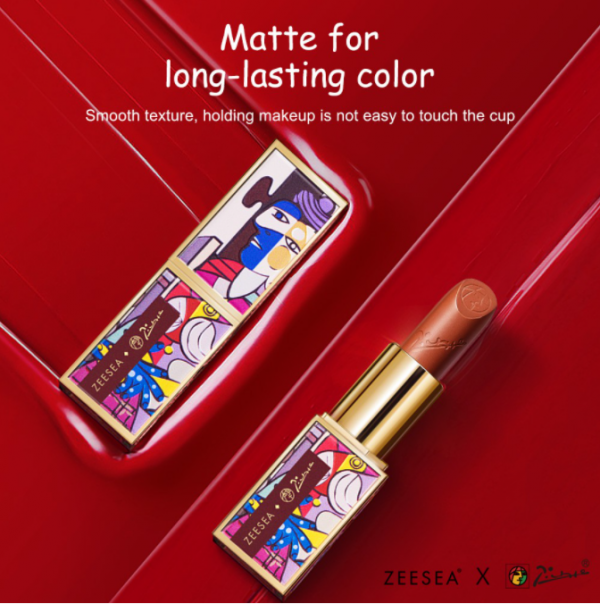 Matte for
long-lasting color
Smooth texture, holding makeup is not easy to touch the cup
ZEESEA
ZEESEA
ZEESEA® X